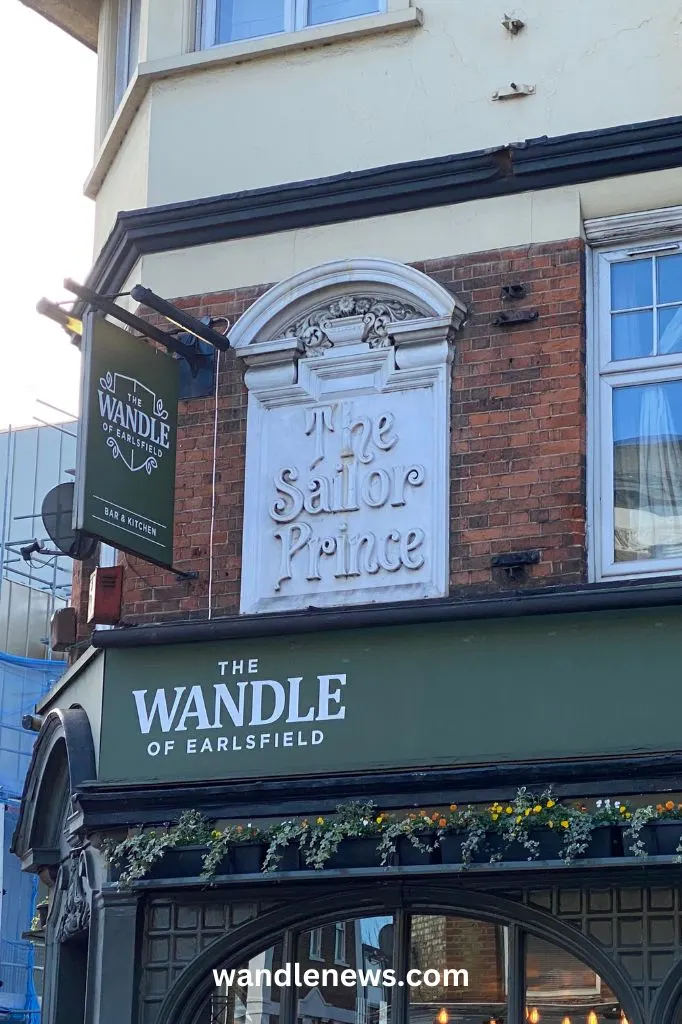 THE
WANDLE
OF EARLSFIELD
BAR & KITCHEN
The
Sailor
Prince
THE
WANDLE
OF EARLSFIELD
wandlenews.com